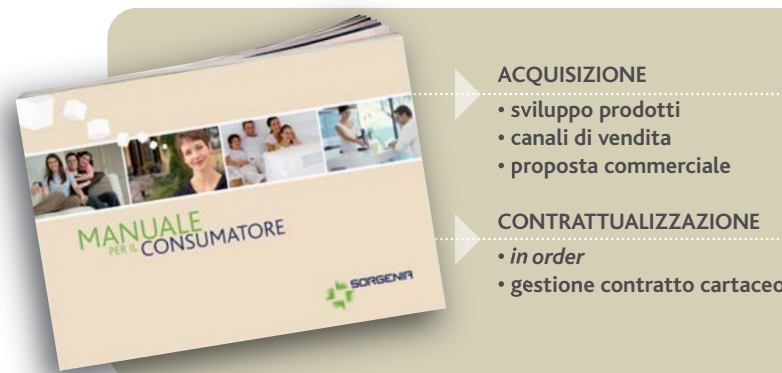 MANUALE
PER IL CONSUMATORE
SORGENIA
ACQUISIZIONE
• sviluppo prodotti
• canali di vendita
• proposta commerciale
CONTRATTUALIZZAZIONE
• in order
• gestione contratto cartaceo